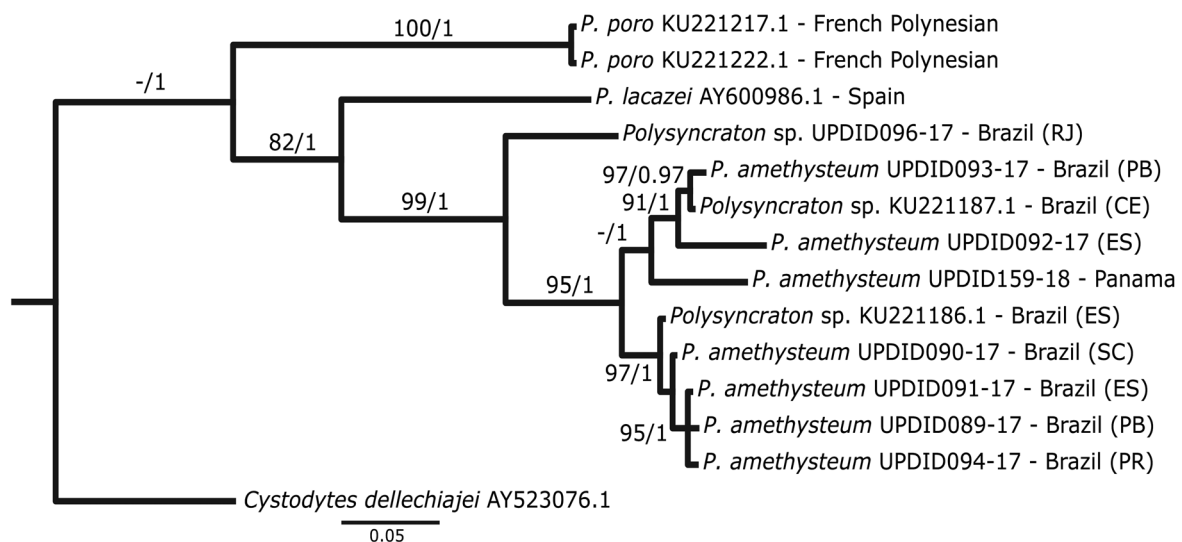 100/1
P. poro KU221217.1 - French Polynesian
P. poro KU221222.1 - French Polynesian
-/1
P. lacazei AY600986.1 - Spain
82/1
Polysyncraton sp. UPDID096-17 - Brazil (RJ)
97/0.97
P. amethysteum UPDID093-17 - Brazil (PB)
99/1
91/1
Polysyncraton sp. KU221187.1 - Brazil (CE)
-/1
P. amethysteum UPDID092-17 (ES)
95/1
P. amethysteum UPDID159-18 - Panama
Polysyncraton sp. KU221186.1 - Brazil (ES)
P. amethysteum UPDID090-17 - Brazil (SC)
97/1
P. amethysteum UPDID091-17 - Brazil (ES)
P. amethysteum UPDID089-17 - Brazil (PB)
95/1
P. amethysteum UPDID094-17 - Brazil (PR)
Cystodytes dellechiajei AY523076.1
0.05